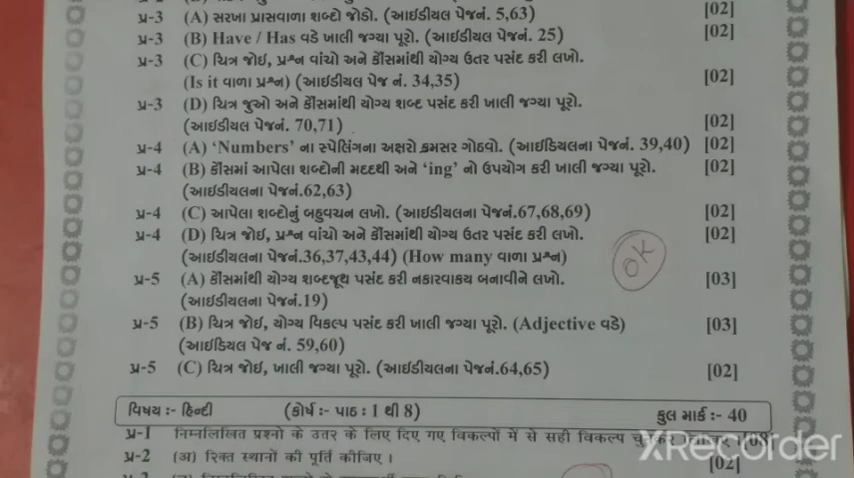 પ્ર-3 (A) સરખા પ્રાસવાળા શબ્દો જોડો. (આઈડીયલ પેજનં. 5,63) [02]
પ્ર-3 (B) Have / Has વડે ખાલી જગ્યા પૂરો. (આઈડીયલ પેજનં. 25) [02]
પ્ર-3 (C) ચિત્ર જોઈ, પ્રશ્ન વાંચો અને કૌંસમાંથી યોગ્ય ઉતર પસંદ કરી લખો.
(Is it વાળા પ્રશ્ન) (આઈડીયલ પેજ નં. 34,35) [02]
પ્ર-3 (D) ચિત્ર જુઓ અને કૌંસમાંથી યોગ્ય શબ્દ પસંદ કરી ખાલી જગ્યા પૂરો.
(આઈડીયલ પેજનં. 70,71) [02]
પ્ર-4 (A) ‘Numbers’ ના સ્પેલિંગના અક્ષરો ક્રમસર ગોઠવો. (આઇડિયલના પેજનં. 39,40) [02]
પ્ર-4 (B) કૌંસમાં આપેલા શબ્દોની મદદથી અને ‘ing’ નો ઉપયોગ કરી ખાલી જગ્યા પૂરો. [02]
(આઈડીયલના પેજનં.62,63)
પ્ર-4 (C) આપેલા શબ્દોનું બહુવચન લખો. (આઈડીયલના પેજનં.67,68,69) [02]
પ્ર-4 (D) ચિત્ર જોઈ, પ્રશ્ન વાંચો અને કૌંસમાંથી યોગ્ય ઉતર પસંદ કરી લખો. [02]
(આઈડીયલના પેજનં.36,37,43,44) (How many વાળા પ્રશ્ન)
OK
પ્ર-5 (A) કૌંસમાંથી યોગ્ય શબ્દજૂથ પસંદ કરી નકારવાકય બનાવીને લખો. [03]
(આઈડીયલના પેજનં.19)
પ્ર-5 (B) ચિત્ર જોઈ, યોગ્ય વિકલ્પ પસંદ કરી ખાલી જગ્યા પૂરો. (Adjective વડે) [03]
(આઈડિયલ પેજ નં. 59,60)
પ્ર-5 (C) ચિત્ર જોઈ, ખાલી જગ્યા પૂરો. (આઈડીયલના પેજનં.64,65) [02]
વિષય :- હિન્દી (કોર્ષ :- પાઠ : 1 થી 8) કુલ માર્ક :- 40
પ્ર-1 निम्नलिखित प्रश्नो के उतर के लिए दिए गए विकल्पों में से सही विकल्प चुनकर
XRecorder
પ્ર-2 (अ) रिक्त स्थानों की पूर्ति कीजिए । [02]